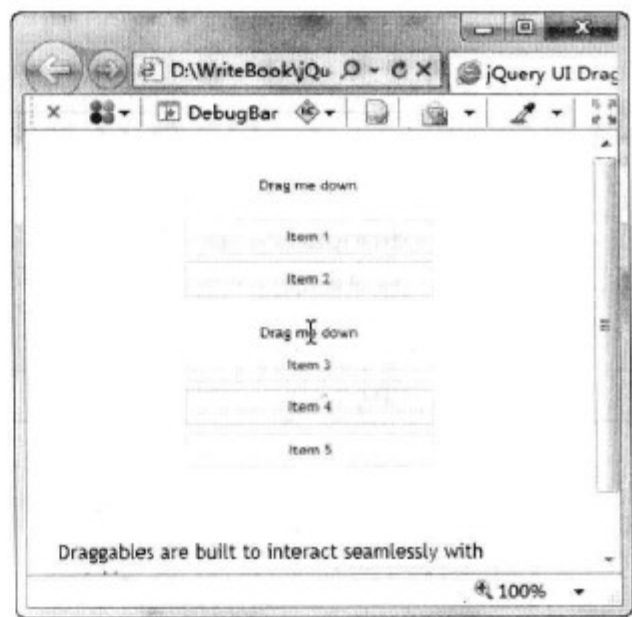 D:\WriteBook\jQu
jQuery UI Drag
DebugBar
Drag me down
Item 1
Item 2
Drag me down
Item 3
Item 4
Item 5
Draggables are built to interact seamlessly with
100%